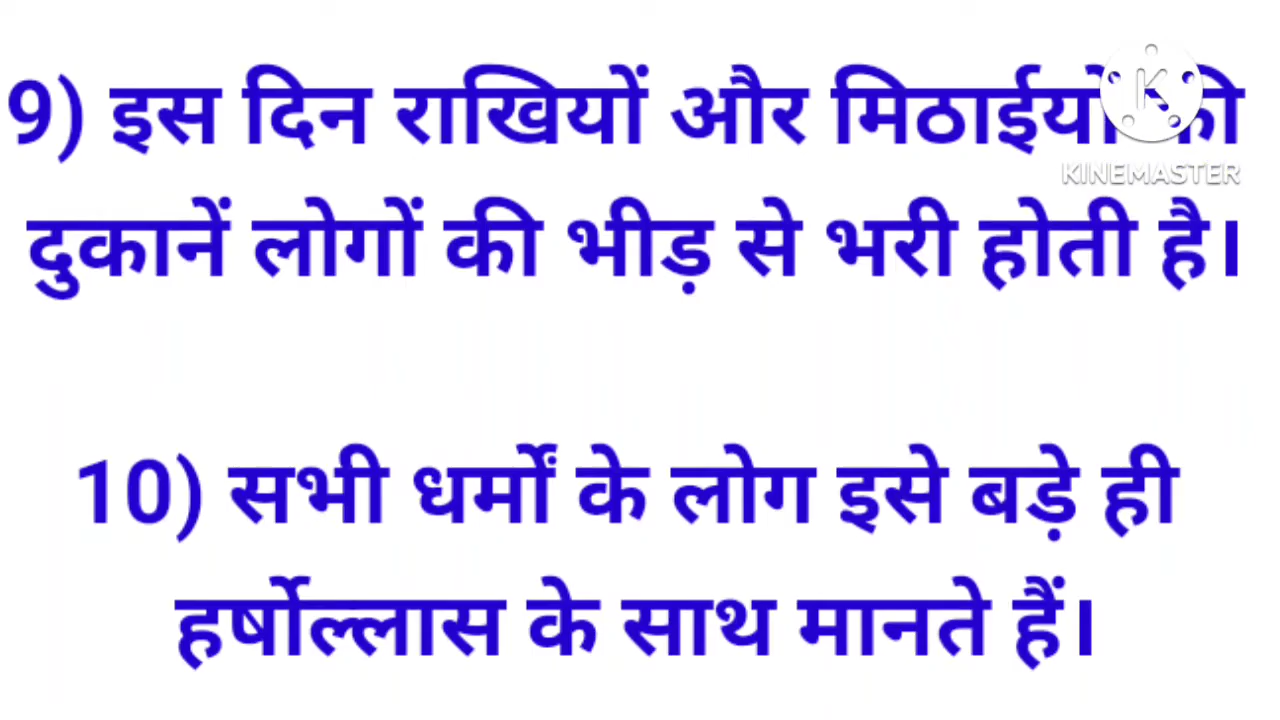 9) इस दिन राखियों और मिठाईयों की
KINEMASTER
दुकानें लोगों की भीड़ से भरी होती है।
10) सभी धर्मों के लोग इसे बड़े ही
हर्षोल्लास के साथ मानते हैं।